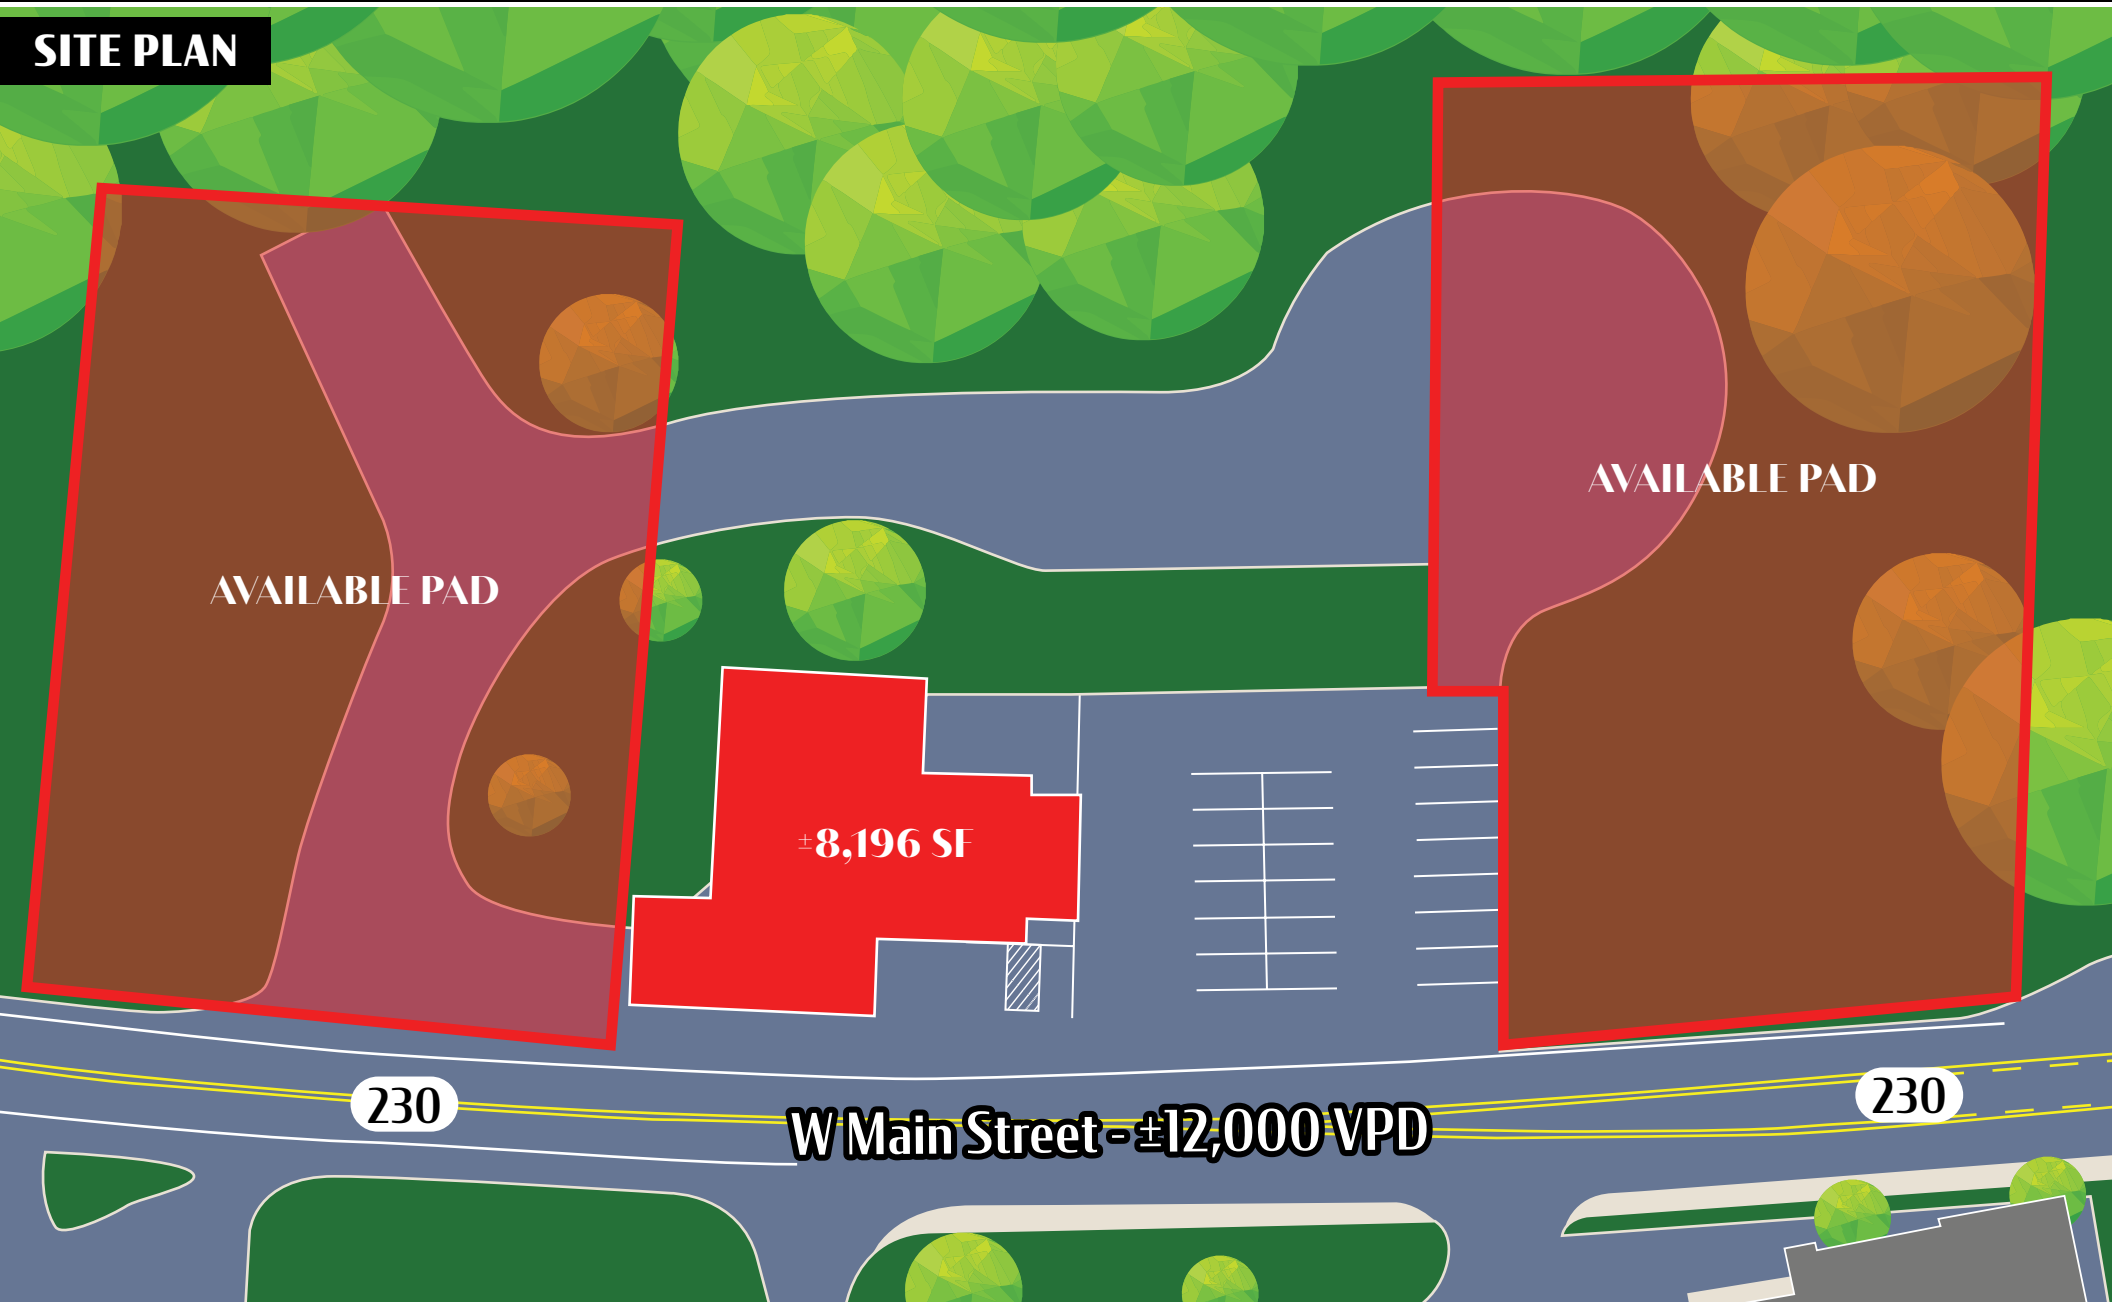 SITE PLAN
AVAILABLE PAD
AVAILABLE PAD
±8,196 SF
230
230
W Main Street - ±12,000 VPD